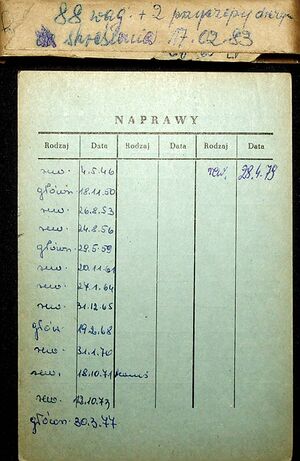 88 wag. + 2 przyczepy
skreślenia 17.02.83
NAPRAWY
Rodzaj Data Rodzaj Data Rodzaj Data
rew. 4.5.46 rew. 28.4.79
główn 18.11.50
rew. 26.8.53
rew. 24.8.56
główn. 29.5.59
rew. 20.11.61
rew. 27.1.64
rew. 31.12.65
główn 19.2.68
rew. 31.1.70
rew. 18.10.71
rew. 12.10.73
główn. 30.3.77